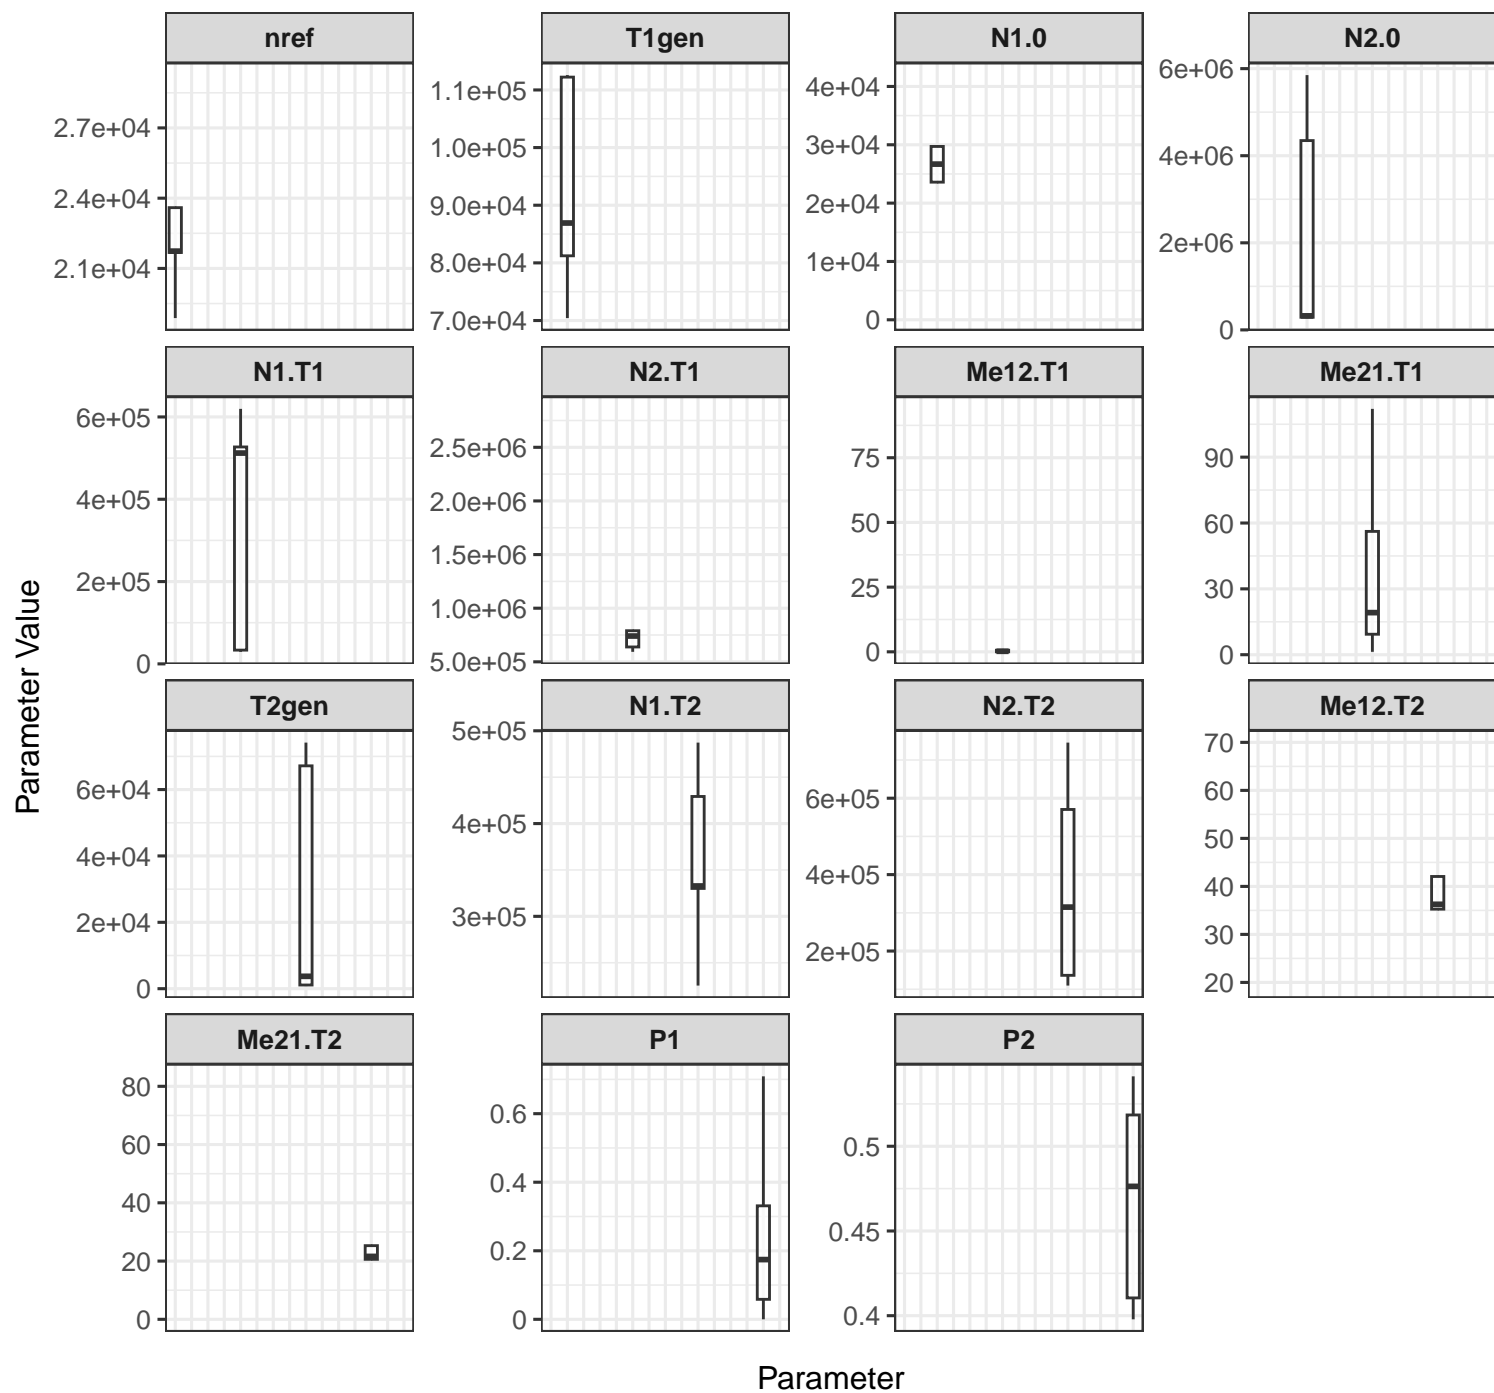 nref
T1gen
N1.0
N2.0
2.7e+04
2.4e+04
2.1e+04
1.1e+05
1.0e+05
9.0e+04
8.0e+04
7.0e+04
4e+04
3e+04
2e+04
1e+04
0
6e+06
4e+06
2e+06
0
N1.T1
N2.T1
Me12.T1
Me21.T1
6e+05
4e+05
2e+05
0
2.5e+06
2.0e+06
1.5e+06
1.0e+06
5.0e+05
75
50
25
0
90
60
30
0
T2gen
N1.T2
N2.T2
Me12.T2
6e+04
4e+04
2e+04
0
5e+05
4e+05
3e+05
6e+05
4e+05
2e+05
70
60
50
40
30
20
Me21.T2
P1
P2
80
60
40
20
0
0.6
0.4
0.2
0
0.5
0.45
0.4
Parameter Value
Parameter